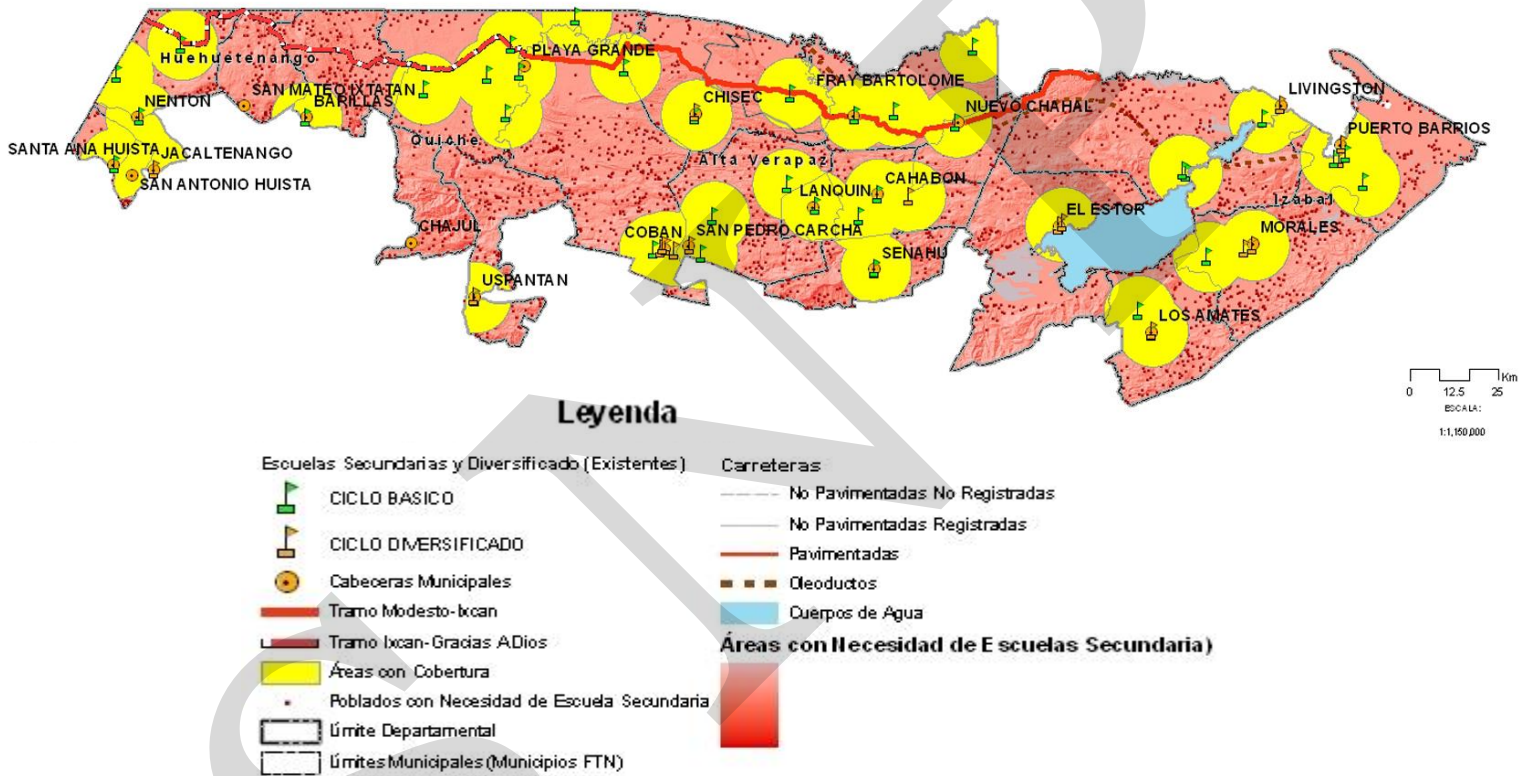 PLAYA GRANDE
Huehuetenango
FRAY BARTOLOME
SAN MATEO IXTATAN
LIVINGSTON
NENTON
BARILLAS
CHISEC
NUEVO CHAHAL
PUERTO BARRIOS
Quiche
SANTA ANA HUISTA
JACALTENANGO
Alta Verapaz
SAN ANTONIO HUISTA
LANQUIN
CAHABON
Izabal
EL ESTOR
CHAJUL
COBAN
SAN PEDRO CARCHA
MORALES
SENAHU
USPANTAN
LOS AMATES
Km
0 12.5 25
ESCALA:
1:1,150,000
Leyenda
Escuelas Secundarias y Diversificado (Existentes)
CICLO BASICO
CICLO DIVERSIFICADO
Cabeceras Municipales
Tramo Modesto-Ixcan
Tramo Ixcan-Gracias ADios
Áreas con Cobertura
Poblados con Necesidad de Escuela Secundaria
Límite Departamental
Límites Municipales (Municipios FTN)
Carreteras
No Pavimentadas No Registradas
No Pavimentadas Registradas
Pavimentadas
Oleoductos
Cuerpos de Agua
Áreas con Necesidad de Escuelas Secundaria)